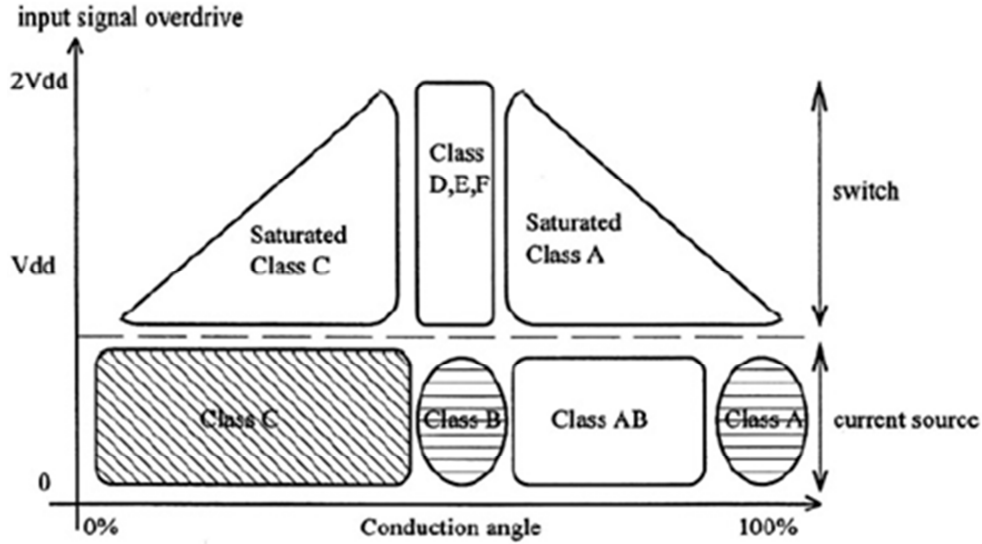 input signal overdrive
2Vdd
Class
D,E,F
switch
Saturated
Class C
Saturated
Class A
Vdd
Class C
Class B
Class AB
Class A
current source
0
0%
Conduction angle
100%